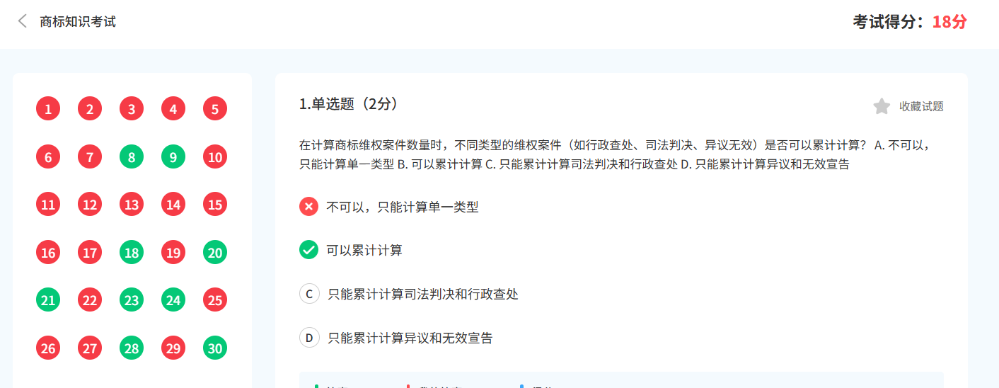 商标知识考试
考试得分：18分
1 2 3 4 5
6 7 8 9 10
11 12 13 14 15
16 17 18 19 20
21 22 23 24 25
26 27 28 29 30
1.单选题（2分）
收藏试题
在计算商标维权案件数量时，不同类型的维权案件（如行政查处、司法判决、异议无效）是否可以累计计算？ A. 不可以，
只能计算单一类型 B. 可以累计计算 C. 只能累计计算司法判决和行政查处 D. 只能累计计算异议和无效宣告
不可以，只能计算单一类型
可以累计计算
C 只能累计计算司法判决和行政查处
D 只能累计计算异议和无效宣告